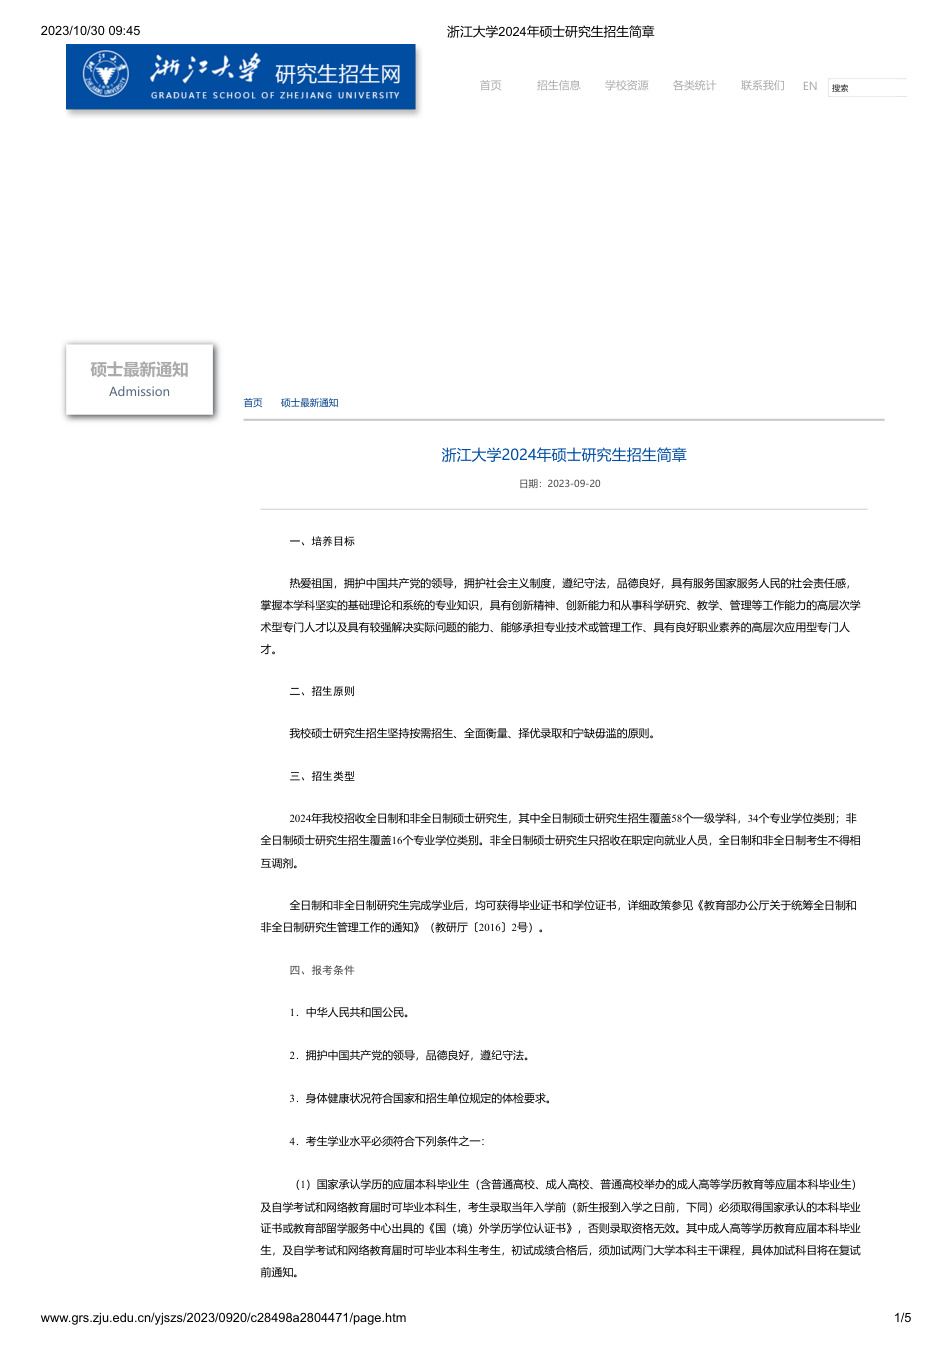 2023/10/30 09:45
浙江大学2024年硕士研究生招生简章
浙江大学 研究生招生网
GRADUATE SCHOOL OF ZHEJIANG UNIVERSITY
首页 招生信息 学校资源 各类统计 联系我们 EN 搜索
硕士最新通知
Admission
首页 硕士最新通知
浙江大学2024年硕士研究生招生简章
日期：2023-09-20
一、培养目标
热爱祖国，拥护中国共产党的领导，拥护社会主义制度，遵纪守法，品德良好，具有服务国家服务人民的社会责任感，
掌握本学科坚实的基础理论和系统的专业知识，具有创新精神、创新能力和从事科学研究、教学、管理等工作能力的高层次学
术型专门人才以及具有较强解决实际问题的能力、能够承担专业技术或管理工作、具有良好职业素养的高层次应用型专门人
才。
二、招生原则
我校硕士研究生招生坚持按需招生、全面衡量、择优录取和宁缺毋滥的原则。
三、招生类型
2024年我校招收全日制和非全日制硕士研究生，其中全日制硕士研究生招生覆盖58个一级学科，34个专业学位类别；非
全日制硕士研究生招生覆盖16个专业学位类别。非全日制硕士研究生只招收在职定向就业人员，全日制和非全日制考生不得相
互调剂。
全日制和非全日制研究生完成学业后，均可获得毕业证书和学位证书，详细政策参见《教育部办公厅关于统筹全日制和
非全日制研究生管理工作的通知》（教研厅〔2016〕2号）。
四、报考条件
1．中华人民共和国公民。
2．拥护中国共产党的领导，品德良好，遵纪守法。
3．身体健康状况符合国家和招生单位规定的体检要求。
4．考生学业水平必须符合下列条件之一：
（1）国家承认学历的应届本科毕业生（含普通高校、成人高校、普通高校举办的成人高等学历教育等应届本科毕业生）
及自学考试和网络教育届时可毕业本科生，考生录取当年入学前（新生报到入学之日前，下同）必须取得国家承认的本科毕业
证书或教育部留学服务中心出具的《国（境）外学历学位认证书》，否则录取资格无效。其中成人高等学历教育应届本科毕业
生，及自学考试和网络教育届时可毕业本科生考生，初试成绩合格后，须加试两门大学本科主干课程，具体加试科目将在复试
前通知。
www.grs.zju.edu.cn/yjszs/2023/0920/c28498a2804471/page.htm
1/5